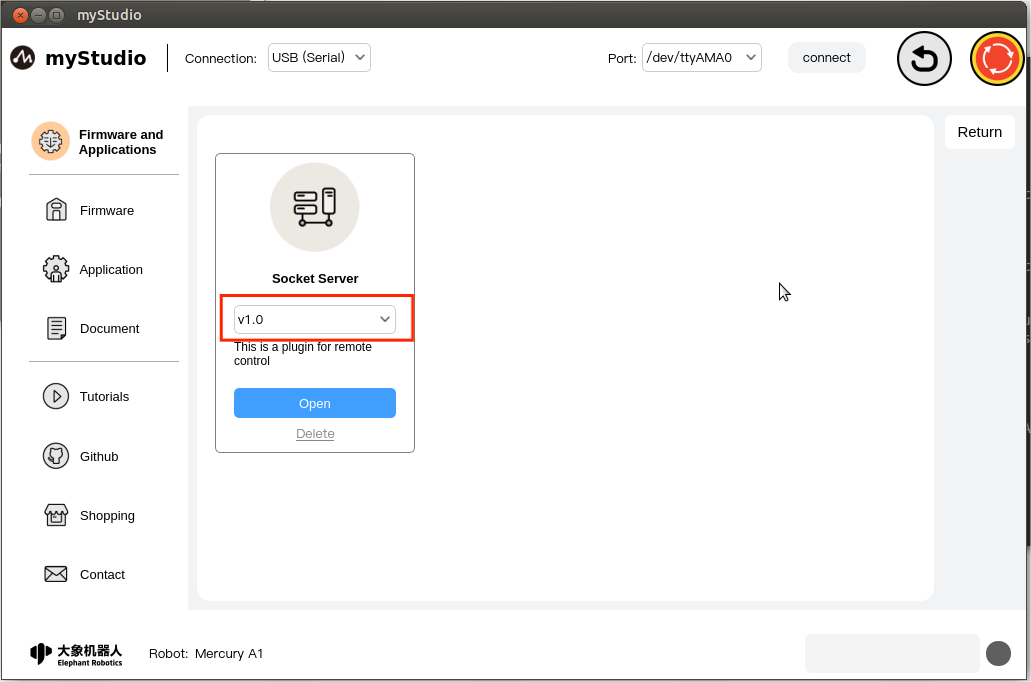 myStudio
myStudio
Connection:
USB (Serial)
Port:
/dev/ttyAMA0
connect
Firmware and
Applications
Firmware
Application
Document
Tutorials
Github
Shopping
Contact
Return
Socket Server
v1.0
This is a plugin for remote
control
Open
Delete
大象机器人
Elephant Robotics
Robot: Mercury A1